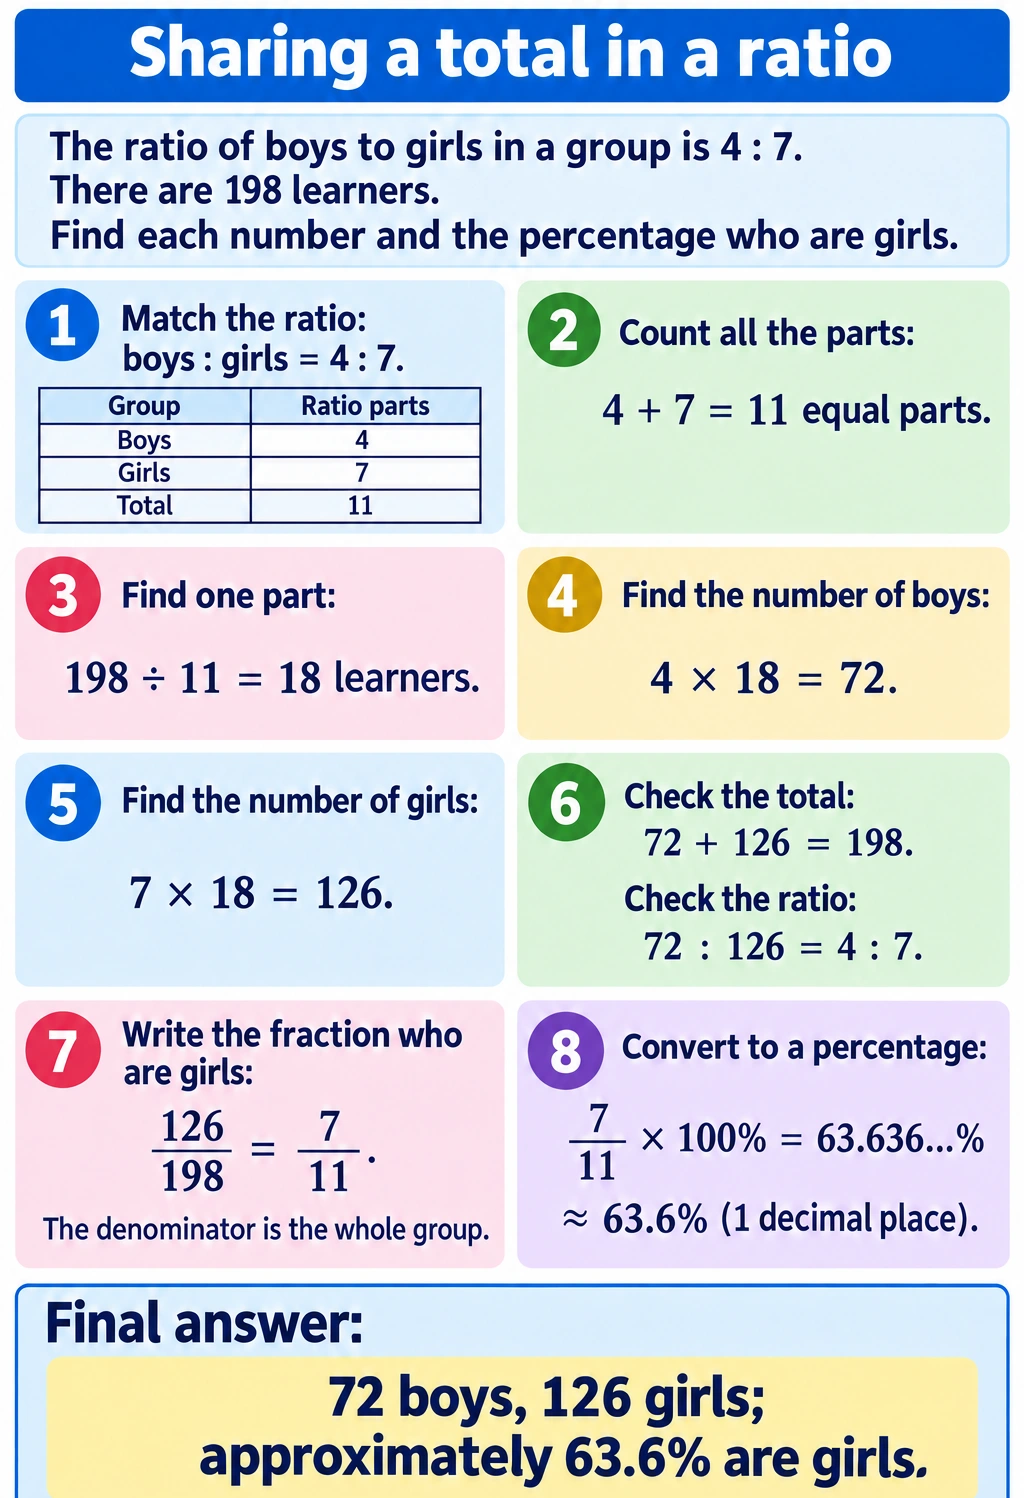 Sharing a total in a ratio
The ratio of boys to girls in a group is 4 : 7.
There are 198 learners.
Find each number and the percentage who are girls.
1
Match the ratio:
boys : girls = 4 : 7.
Group Ratio parts
Boys 4
Girls 7
Total 11
2
Count all the parts:
4 + 7 = 11 equal parts.
3
Find one part:
198 ÷ 11 = 18 learners.
4
Find the number of boys:
4 × 18 = 72.
5
Find the number of girls:
7 × 18 = 126.
6
Check the total:
72 + 126 = 198.
Check the ratio:
72 : 126 = 4 : 7.
7
Write the fraction who
are girls:
126/198 = 7/11.
The denominator is the whole group.
8
Convert to a percentage:
7/11 × 100% = 63.636...%
≈ 63.6% (1 decimal place).
Final answer:
72 boys, 126 girls;
approximately 63.6% are girls.